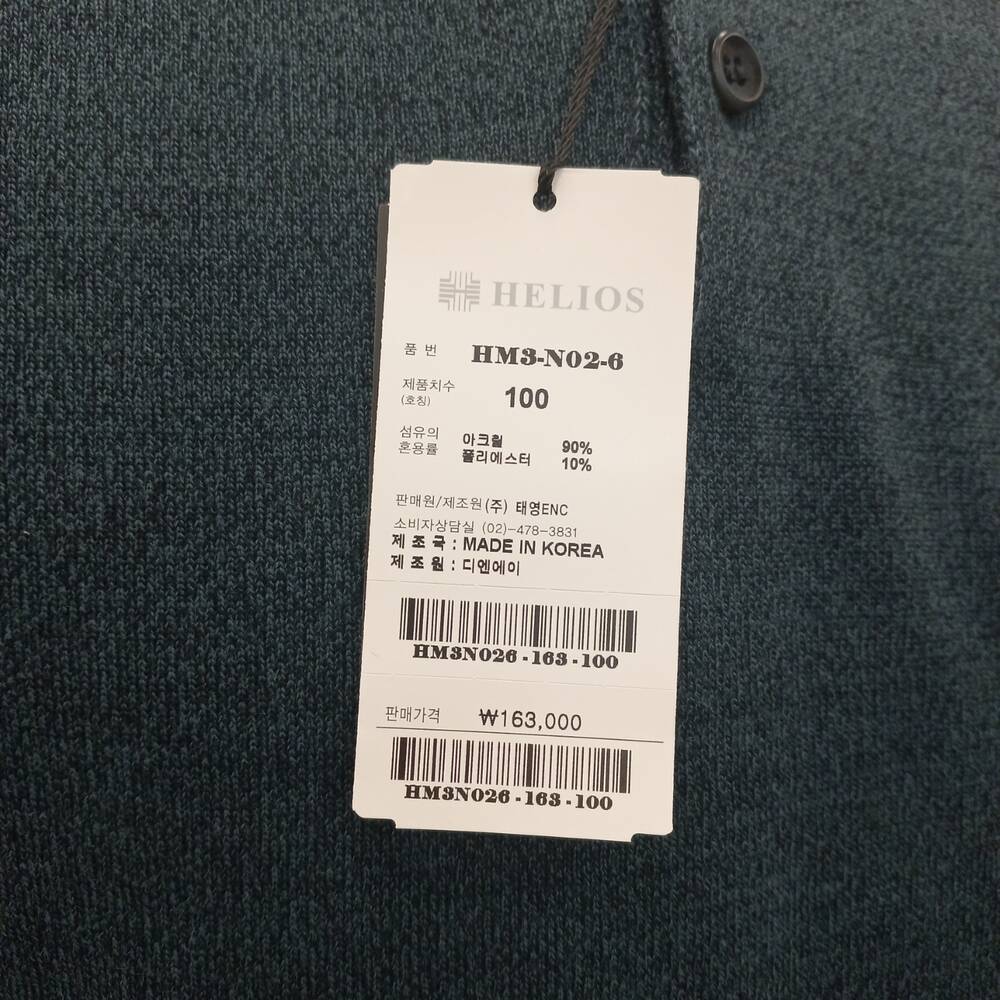 HELIOS
품 번 HM3-N02-6
제품치수 100
(호칭)
섬유의 아크릴 90%
혼용률 폴리에스터 10%
판매원/제조원 (주) 태영ENC
소비자상담실 (02)-478-3831
제 조 국 : MADE IN KOREA
제 조 원 : 디엔에이
HM3N026-163-100
판매가격 ₩163,000
HM3N026-163-100